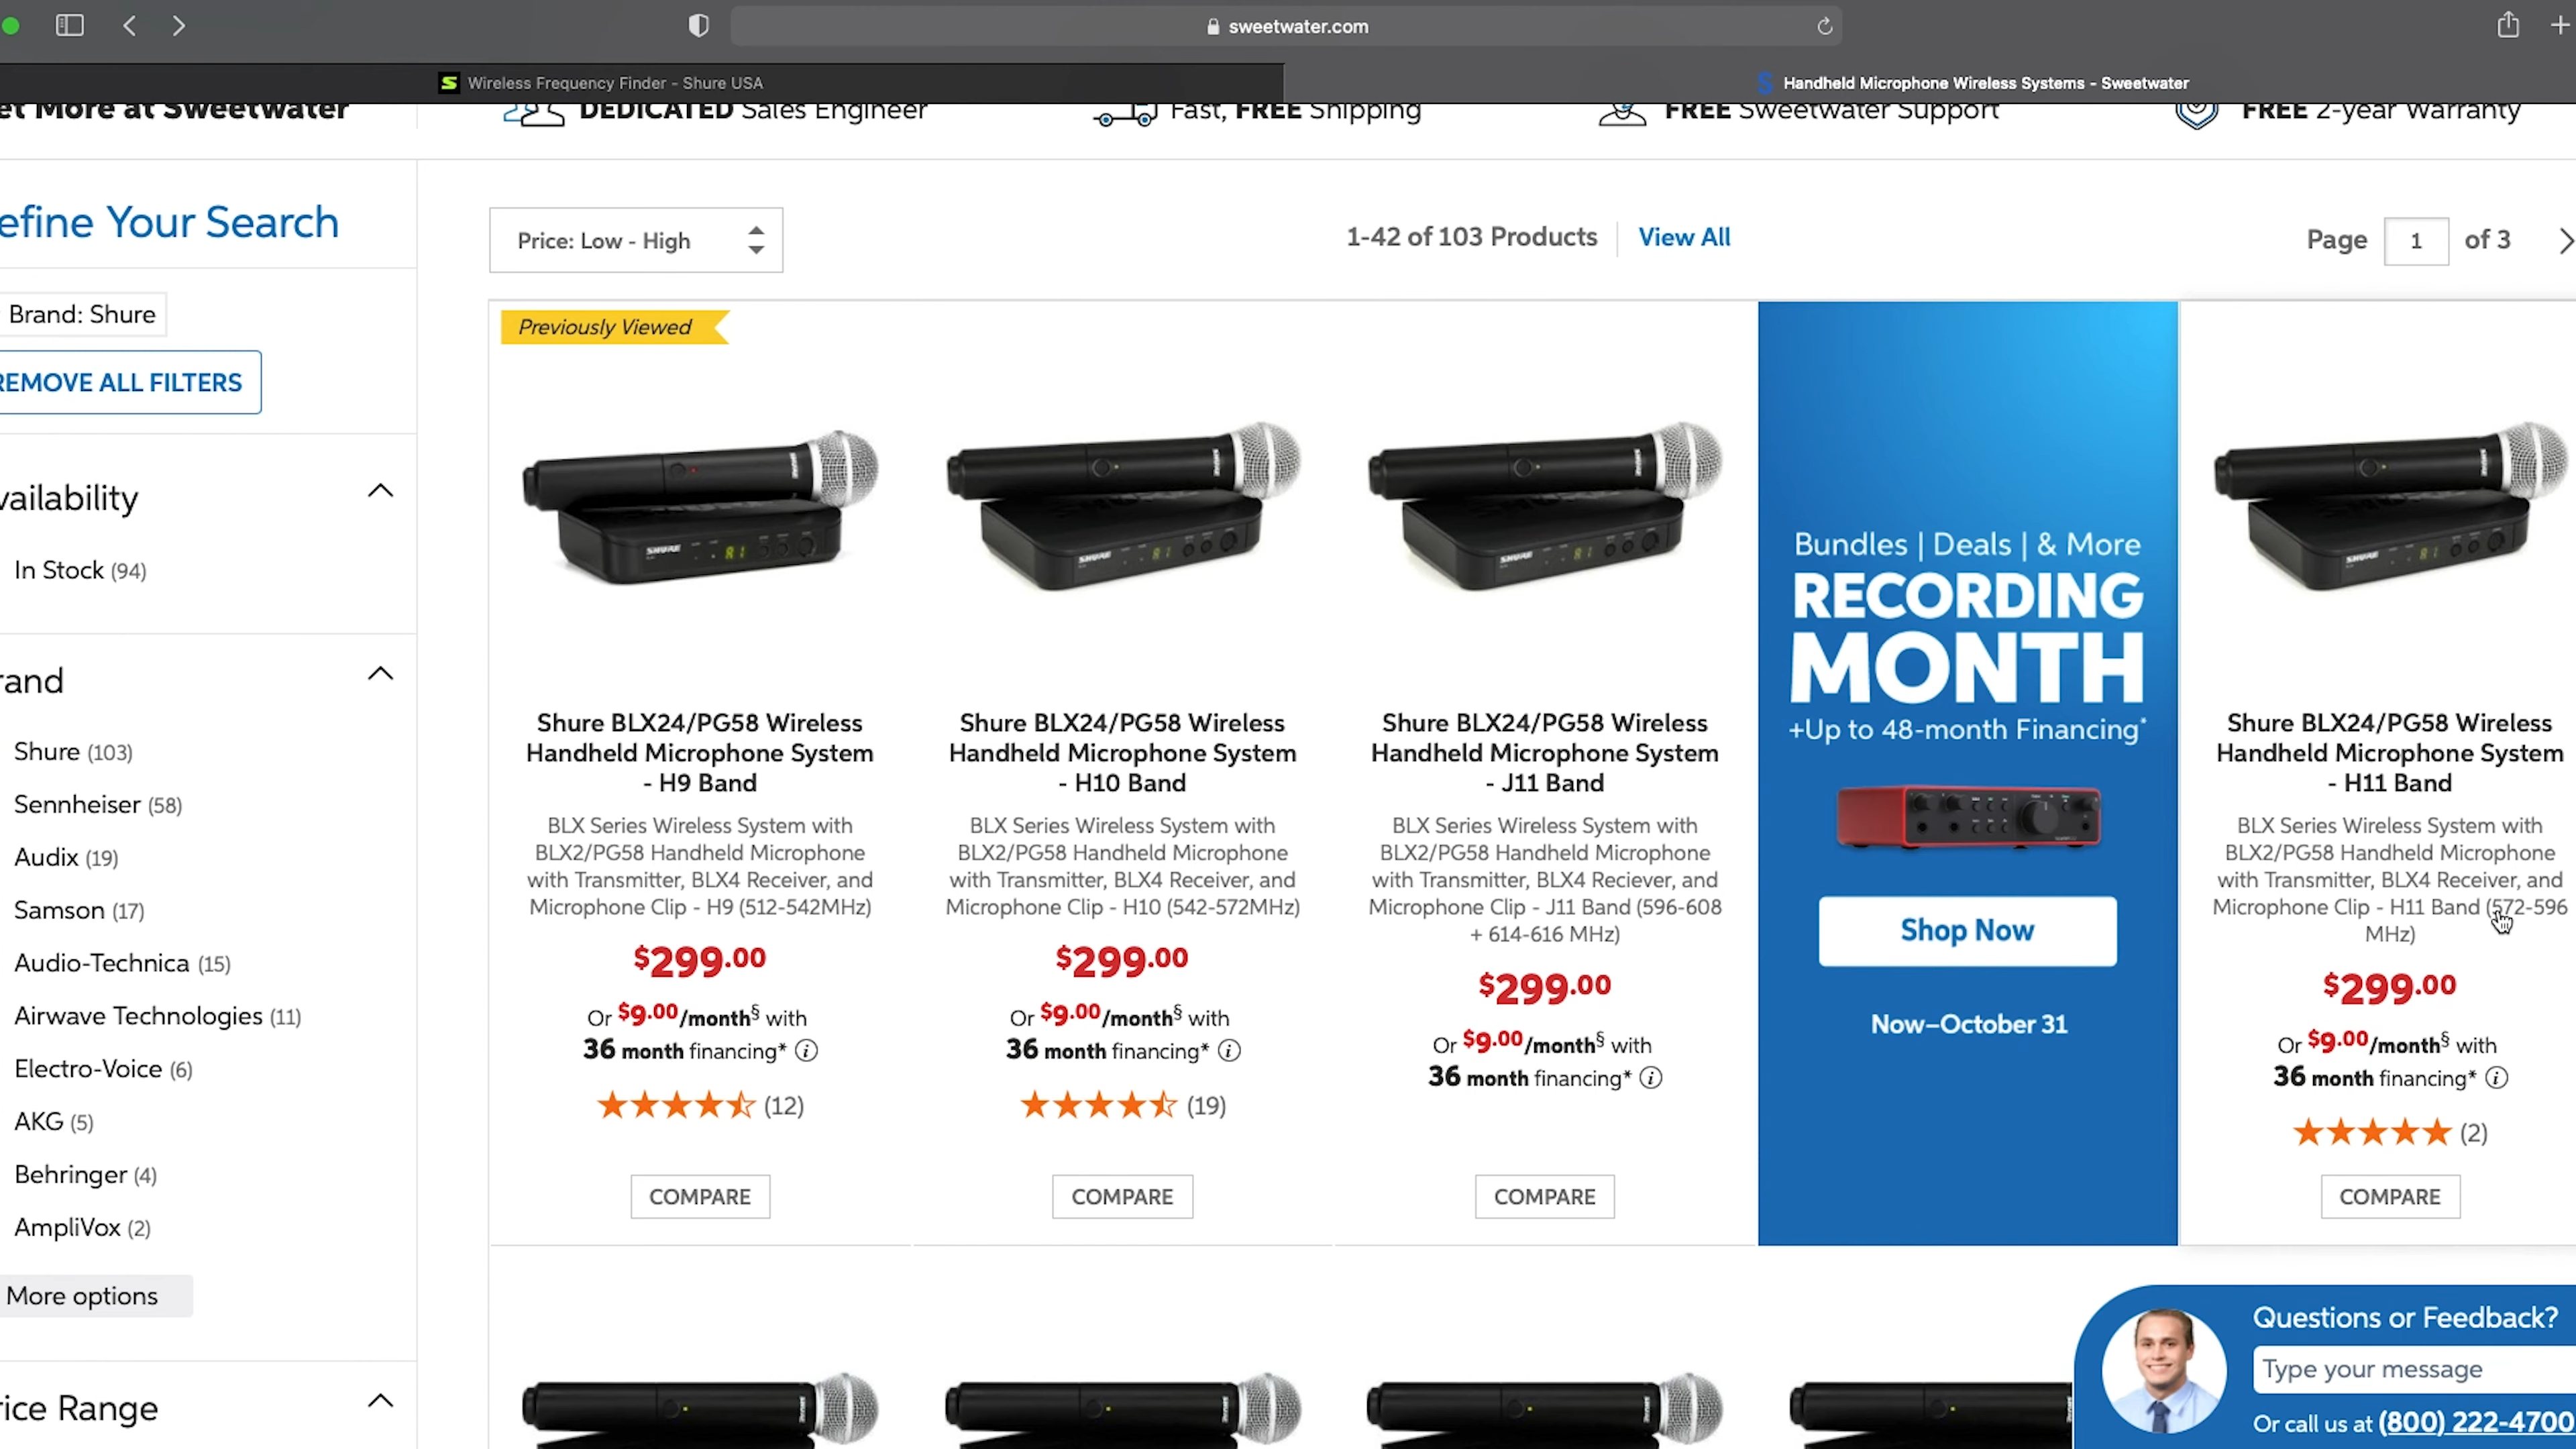 sweetwater.com
Wireless Frequency Finder - Shure USA
Handheld Microphone Wireless Systems - Sweetwater
et More at Sweetwater
DEDICATED Sales Engineer
Fast, FREE Shipping
FREE Sweetwater Support
FREE 2-year Warranty
efine Your Search
Brand: Shure
REMOVE ALL FILTERS
vailability
In Stock (94)
rand
Shure (103)
Sennheiser (58)
Audix (19)
Samson (17)
Audio-Technica (15)
Airwave Technologies (11)
Electro-Voice (6)
AKG (5)
Behringer (4)
AmpliVox (2)
More options
rice Range
Price: Low - High
1-42 of 103 Products
View All
Page 1 of 3
Previously Viewed
Shure BLX24/PG58 Wireless
Handheld Microphone System
- H9 Band
BLX Series Wireless System with
BLX2/PG58 Handheld Microphone
with Transmitter, BLX4 Receiver, and
Microphone Clip - H9 (512-542MHz)
$299.00
Or $9.00/month§ with
36 month financing*
(12)
COMPARE
Shure BLX24/PG58 Wireless
Handheld Microphone System
- H10 Band
BLX Series Wireless System with
BLX2/PG58 Handheld Microphone
with Transmitter, BLX4 Receiver, and
Microphone Clip - H10 (542-572MHz)
$299.00
Or $9.00/month§ with
36 month financing*
(19)
COMPARE
Shure BLX24/PG58 Wireless
Handheld Microphone System
- J11 Band
BLX Series Wireless System with
BLX2/PG58 Handheld Microphone
with Transmitter, BLX4 Reciever, and
Microphone Clip - J11 Band (596-608
+ 614-616 MHz)
$299.00
Or $9.00/month§ with
36 month financing*
COMPARE
Bundles | Deals | & More
RECORDING
MONTH
+Up to 48-month Financing*
Shop Now
Now–October 31
Shure BLX24/PG58 Wireless
Handheld Microphone System
- H11 Band
BLX Series Wireless System with
BLX2/PG58 Handheld Microphone
with Transmitter, BLX4 Receiver, and
Microphone Clip - H11 Band (572-596
MHz)
$299.00
Or $9.00/month§ with
36 month financing*
(2)
COMPARE
Questions or Feedback?
Type your message
Or call us at (800) 222-4700